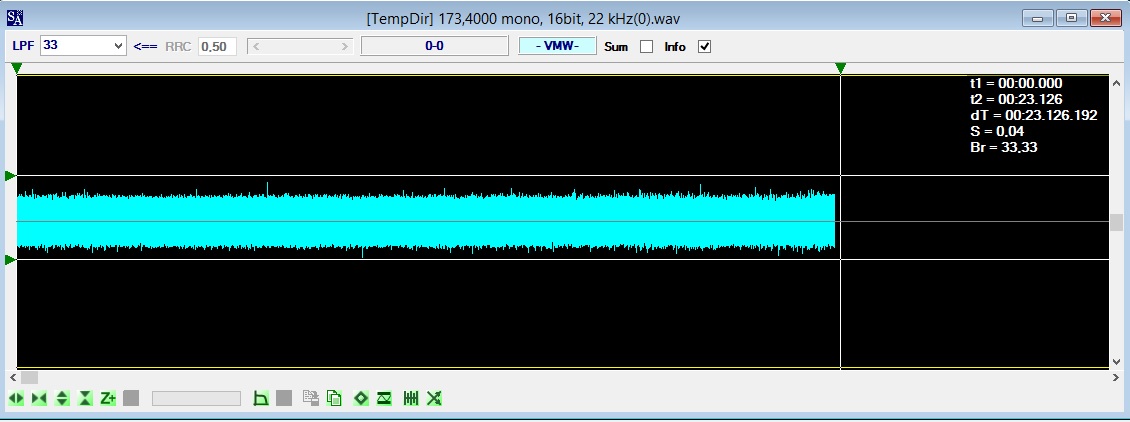 SA
[TempDir] 173,4000 mono, 16bit, 22 kHz(0).wav
LPF 33 <== RRC 0,50 0-0 - VMW- Sum Info
t1 = 00:00.000
t2 = 00:23.126
dT = 00:23.126.192
S = 0,04
Br = 33,33
Z+